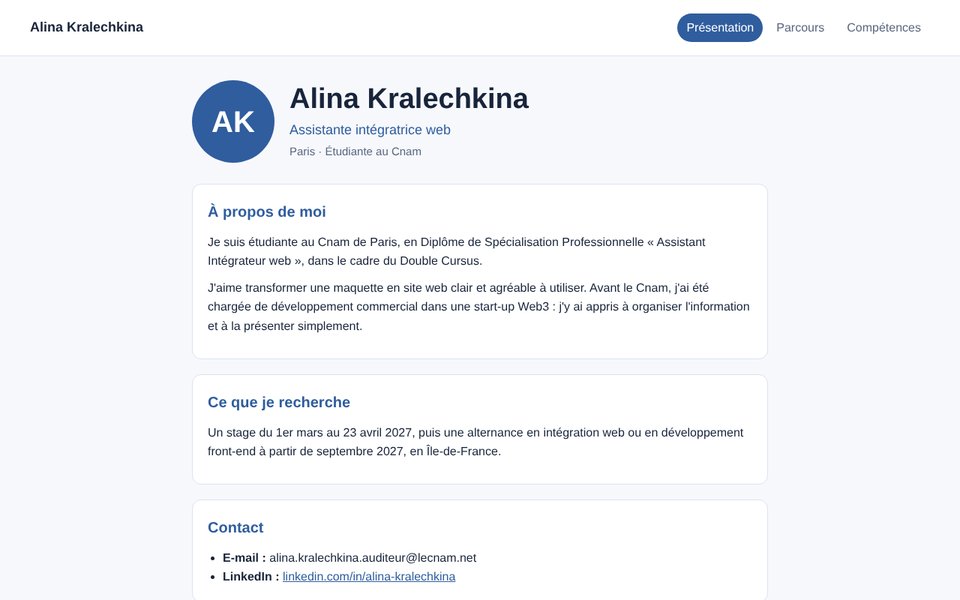 Alina Kralechkina
Présentation
Parcours
Compétences
AK
Alina Kralechkina
Assistante intégratrice web
Paris · Étudiante au Cnam
À propos de moi
Je suis étudiante au Cnam de Paris, en Diplôme de Spécialisation Professionnelle « Assistant
Intégrateur web », dans le cadre du Double Cursus.
J'aime transformer une maquette en site web clair et agréable à utiliser. Avant le Cnam, j'ai été
chargée de développement commercial dans une start-up Web3 : j'y ai appris à organiser l'information
et à la présenter simplement.
Ce que je recherche
Un stage du 1er mars au 23 avril 2027, puis une alternance en intégration web ou en développement
front-end à partir de septembre 2027, en Île-de-France.
Contact
• E-mail : alina.kralechkina.auditeur@lecnam.net
• LinkedIn : linkedin.com/in/alina-kralechkina